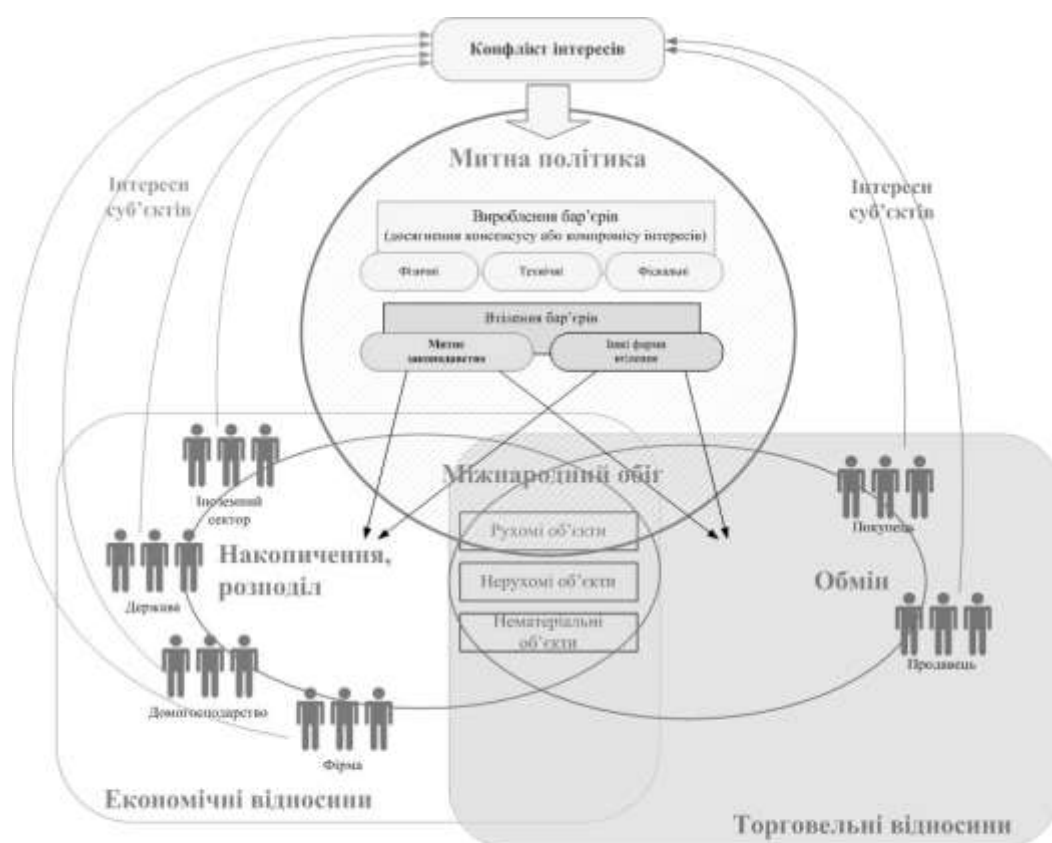 Конфлікт інтересів
Митна політика
Інтереси
суб’єктів
Інтереси
суб’єктів
Вироблення бар’єрів
(досягнення консенсусу або компромісу інтересів)
Фізичні
Технічні
Фіскальні
Втілення бар’єрів
Митне
законодавство
Інші форми
втілення
Міжнародний обіг
Іноземний
сектор
Покупець
Рухомі об’єкти
Накопичення,
розподіл
Обмін
Нерухомі об’єкти
Держава
Нематеріальні
об’єкти
Продавець
Домогосподарство
Фірма
Економічні відносини
Торговельні відносини